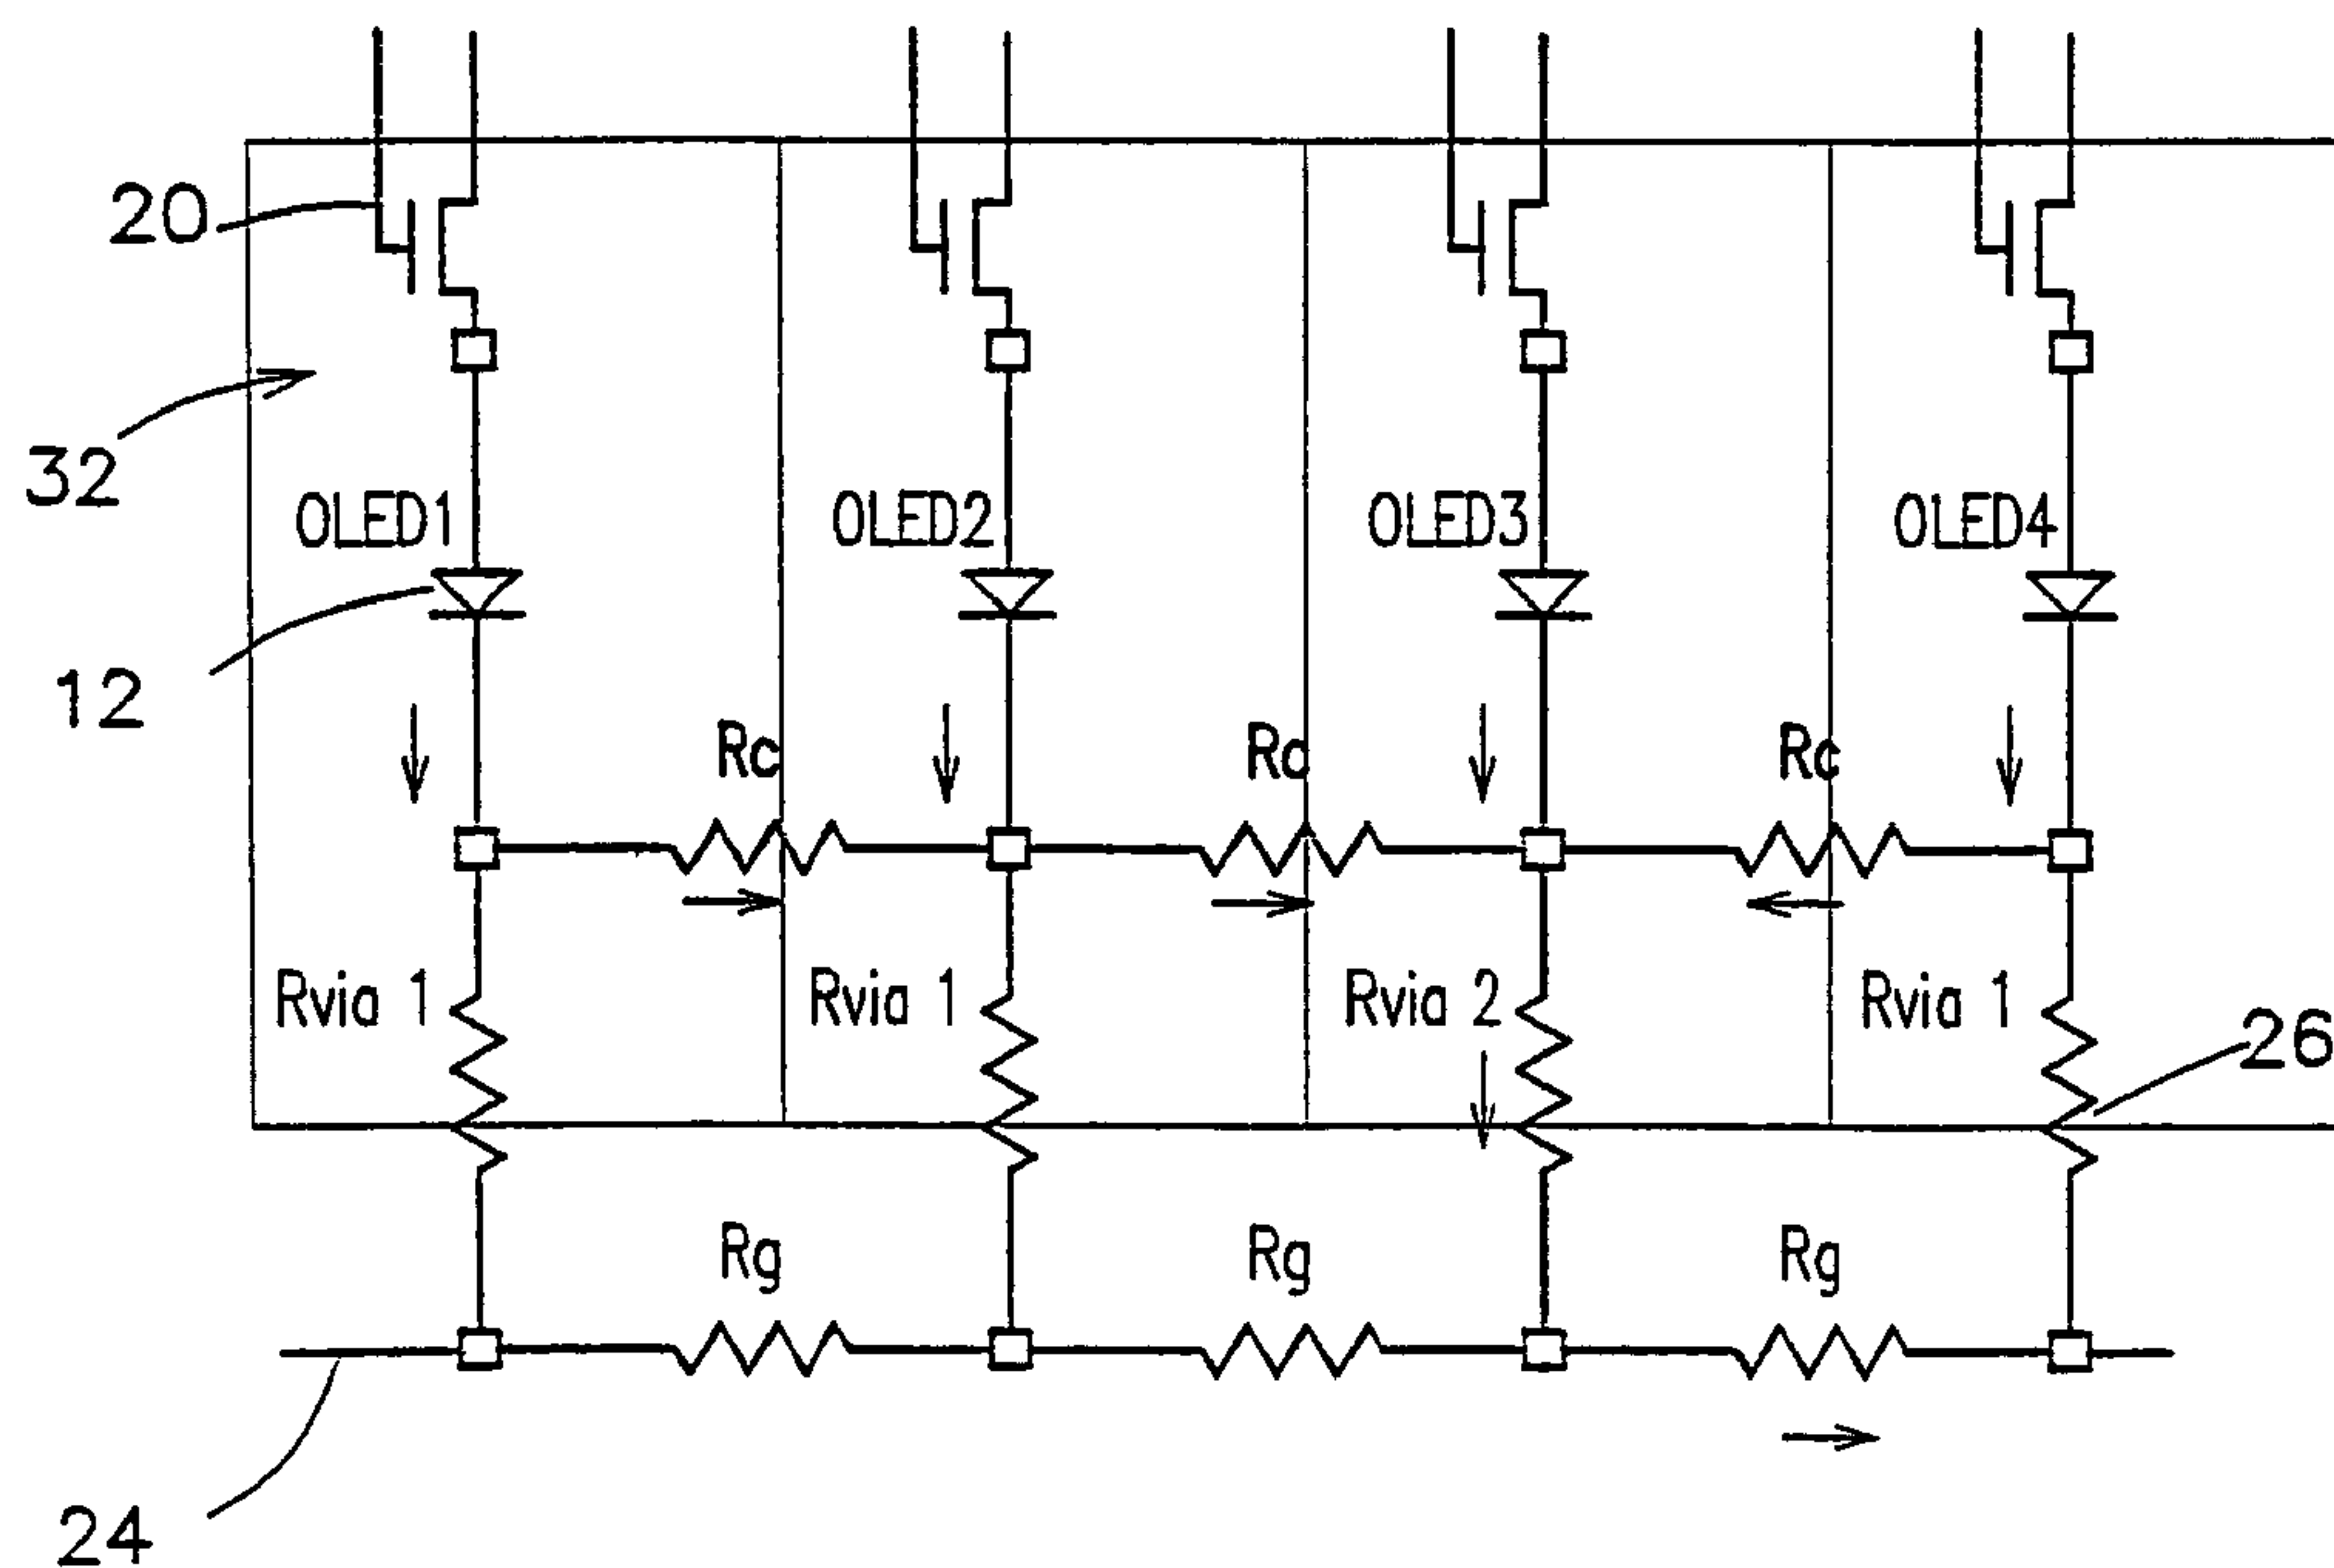 20
32
OLED1 OLED2 OLED3 OLED4
12
Rc Rc Rc
Rvia 1 Rvia 1 Rvia 2 Rvia 1
26
Rg Rg Rg
24